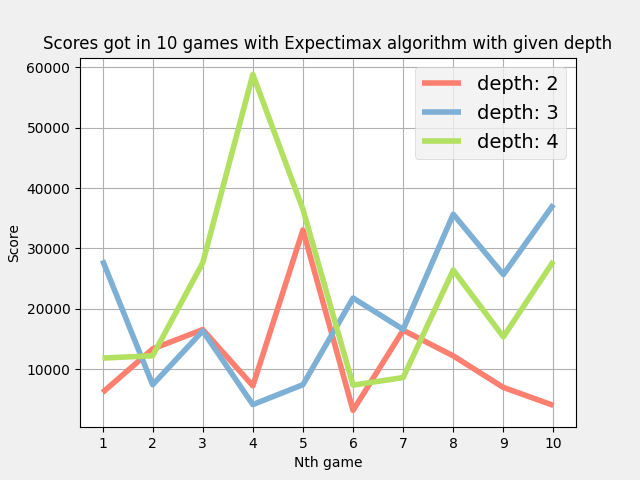 Scores got in 10 games with Expectimax algorithm with given depth
60000
50000
40000
30000
20000
10000
Score
depth: 2
depth: 3
depth: 4
1 2 3 4 5 6 7 8 9 10
Nth game